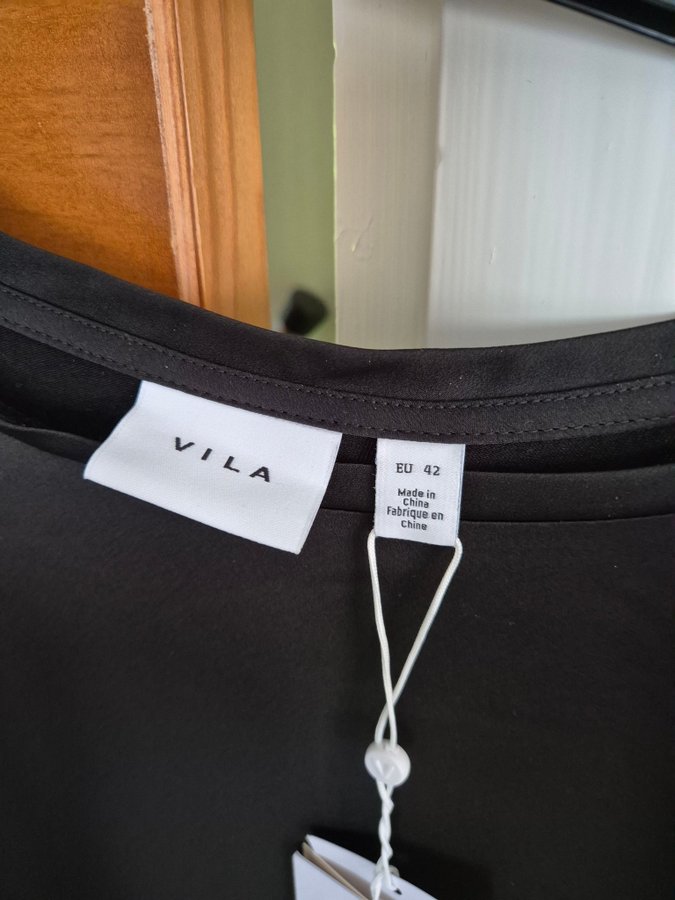 VILA
EU 42
Made in
China
Fabrique en
Chine